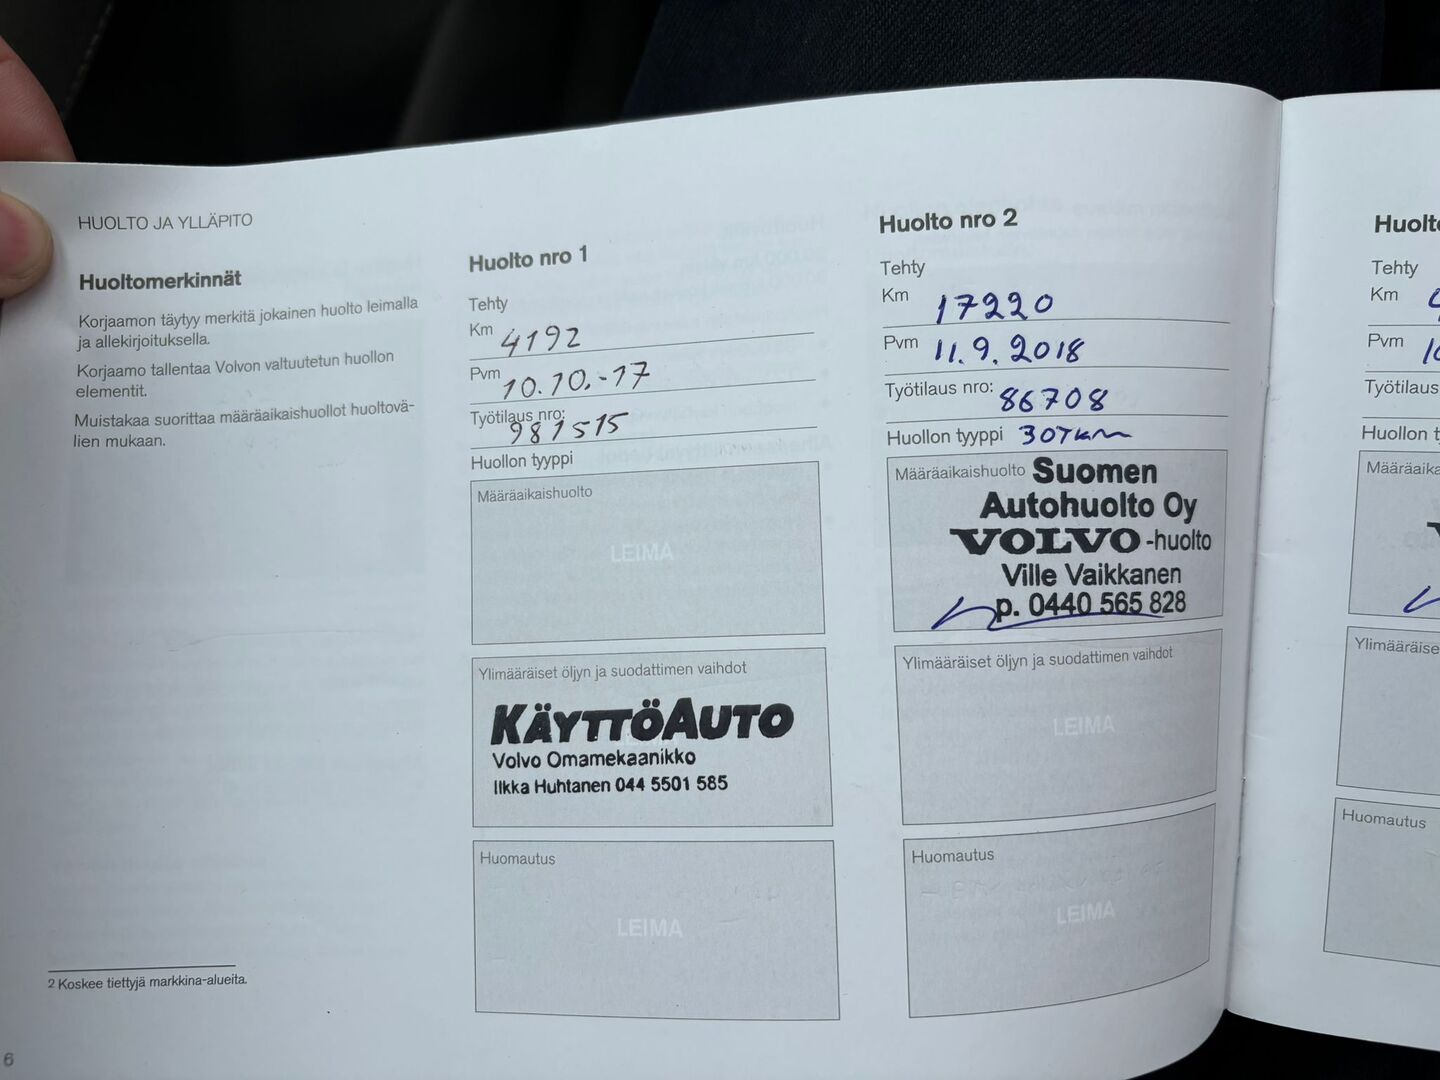 HUOLTO JA YLLÄPITO
Huoltomerkinnät
Korjaamon täytyy merkitä jokainen huolto leimalla
ja allekirjoituksella.
Korjaamo tallentaa Volvon valtuutetun huollon
elementit.
Muistakaa suorittaa määräaikaishuollot huoltovä-
lien mukaan.
2 Koskee tiettyjä markkina-alueita.
6
Huolto nro 1
Tehty
Km 4192
Pvm 10.10.-17
Työtilaus nro: 981515
Huollon tyyppi
Määräaikaishuolto
LEIMA
Ylimääräiset öljyn ja suodattimen vaihdot
KÄYTTÖAUTO
Volvo Omamekaanikko
Ilkka Huhtanen 044 5501 585
Huomautus
LEIMA
Huolto nro 2
Tehty
Km 17220
Pvm 11.9.2018
Työtilaus nro: 86708
Huollon tyyppi 30Tkm
Määräaikaishuolto
Suomen
Autohuolto Oy
VOLVO-huolto
Ville Vaikkanen
p. 0440 565 828
Ylimääräiset öljyn ja suodattimen vaihdot
LEIMA
Huomautus
LEIMA
Tehty
Km
Pvm
Työtilaus
Huollon
Huomautus